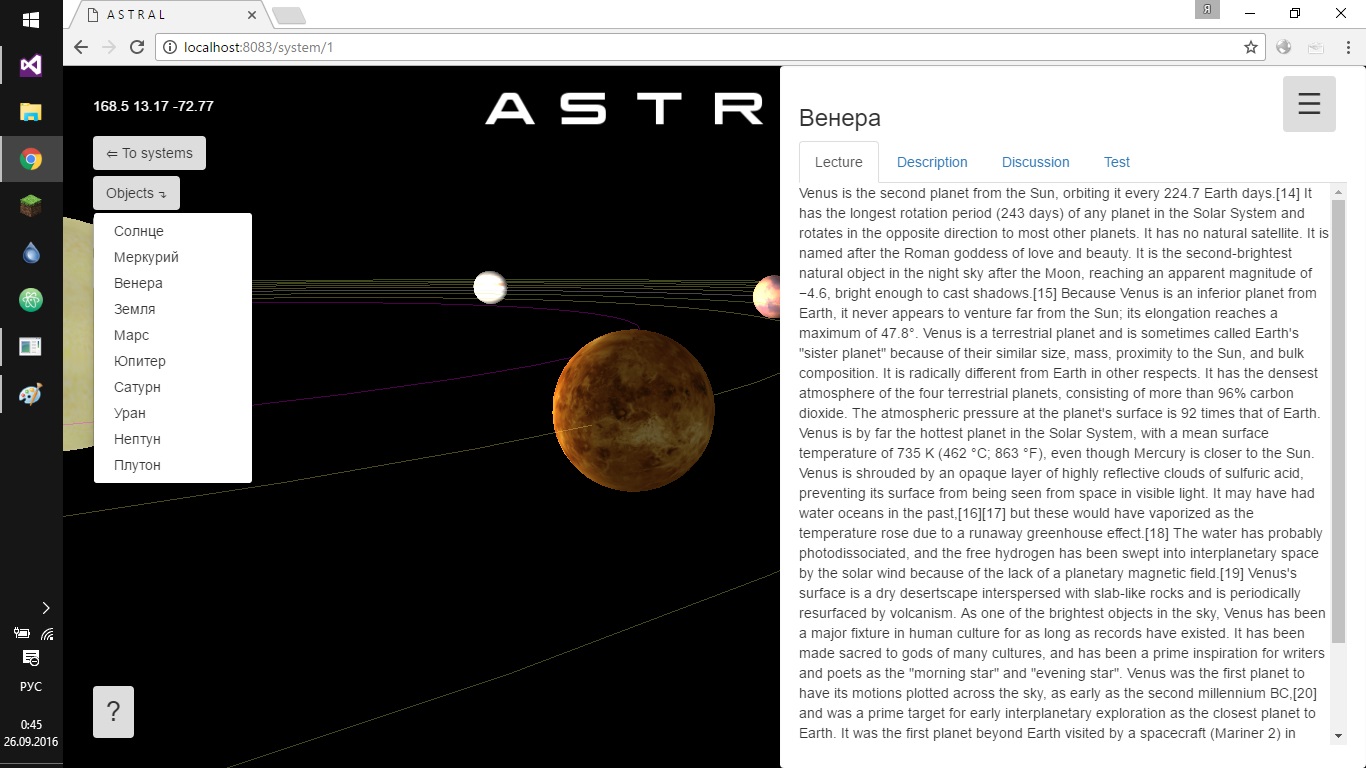 A S T R A L
Я
localhost:8083/system/1
168.5 13.17 -72.77
A S T R
⇐ To systems
Objects ↴
Солнце
Меркурий
Венера
Земля
Марс
Юпитер
Сатурн
Уран
Нептун
Плутон
?
Венера
☰
Lecture Description Discussion Test
Venus is the second planet from the Sun, orbiting it every 224.7 Earth days.[14] It
has the longest rotation period (243 days) of any planet in the Solar System and
rotates in the opposite direction to most other planets. It has no natural satellite. It is
named after the Roman goddess of love and beauty. It is the second-brightest
natural object in the night sky after the Moon, reaching an apparent magnitude of
−4.6, bright enough to cast shadows.[15] Because Venus is an inferior planet from
Earth, it never appears to venture far from the Sun; its elongation reaches a
maximum of 47.8°. Venus is a terrestrial planet and is sometimes called Earth's
"sister planet" because of their similar size, mass, proximity to the Sun, and bulk
composition. It is radically different from Earth in other respects. It has the densest
atmosphere of the four terrestrial planets, consisting of more than 96% carbon
dioxide. The atmospheric pressure at the planet's surface is 92 times that of Earth.
Venus is by far the hottest planet in the Solar System, with a mean surface
temperature of 735 K (462 °C; 863 °F), even though Mercury is closer to the Sun.
Venus is shrouded by an opaque layer of highly reflective clouds of sulfuric acid,
preventing its surface from being seen from space in visible light. It may have had
water oceans in the past,[16][17] but these would have vaporized as the
temperature rose due to a runaway greenhouse effect.[18] The water has probably
photodissociated, and the free hydrogen has been swept into interplanetary space
by the solar wind because of the lack of a planetary magnetic field.[19] Venus's
surface is a dry desertscape interspersed with slab-like rocks and is periodically
resurfaced by volcanism. As one of the brightest objects in the sky, Venus has been
a major fixture in human culture for as long as records have existed. It has been
made sacred to gods of many cultures, and has been a prime inspiration for writers
and poets as the "morning star" and "evening star". Venus was the first planet to
have its motions plotted across the sky, as early as the second millennium BC,[20]
and was a prime target for early interplanetary exploration as the closest planet to
Earth. It was the first planet beyond Earth visited by a spacecraft (Mariner 2) in
РУС
0:45
26.09.2016